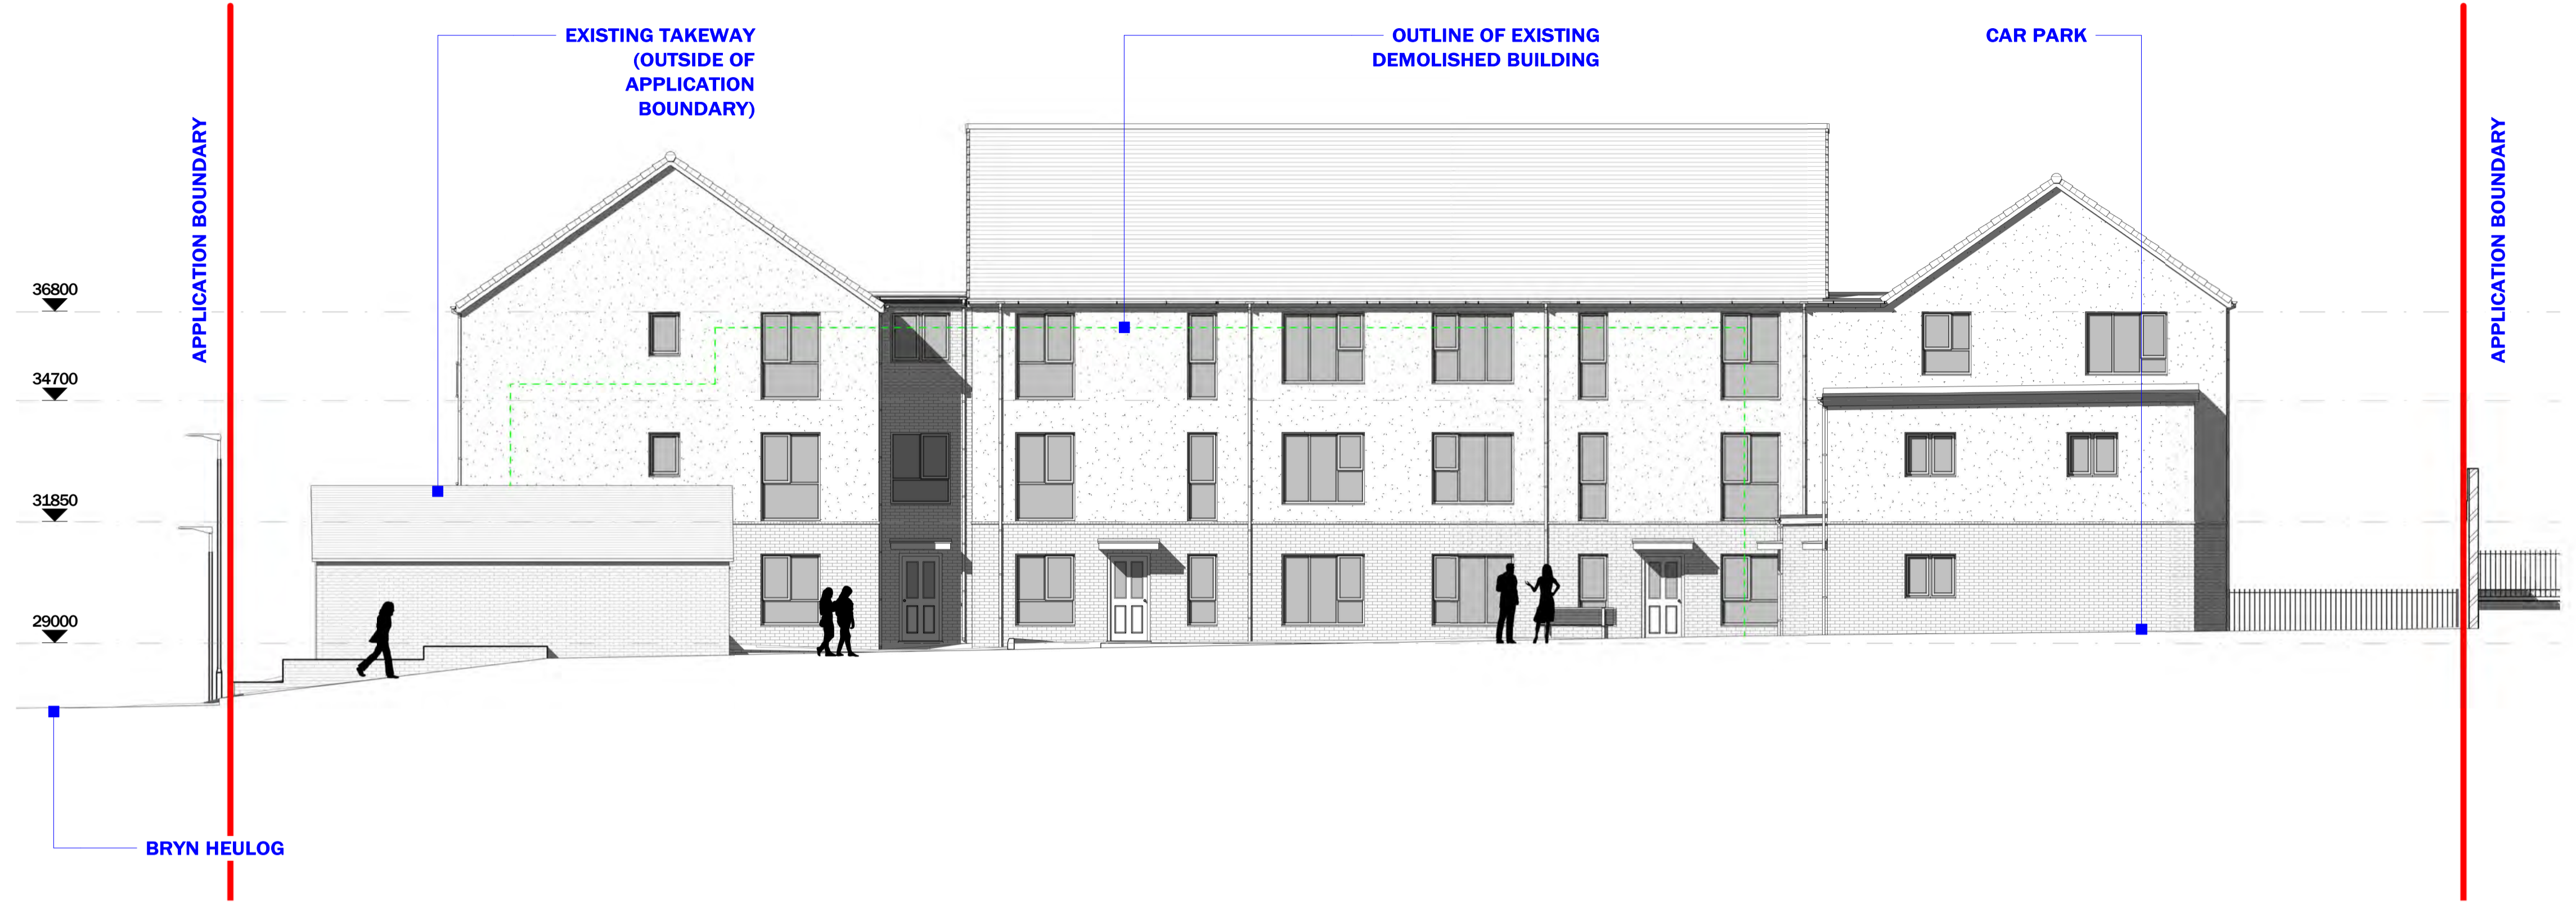 EXISTING TAKEWAY
(OUTSIDE OF
APPLICATION
BOUNDARY)
OUTLINE OF EXISTING
DEMOLISHED BUILDING
CAR PARK
APPLICATION BOUNDARY
APPLICATION BOUNDARY
36800
34700
31850
29000
BRYN HEULOG